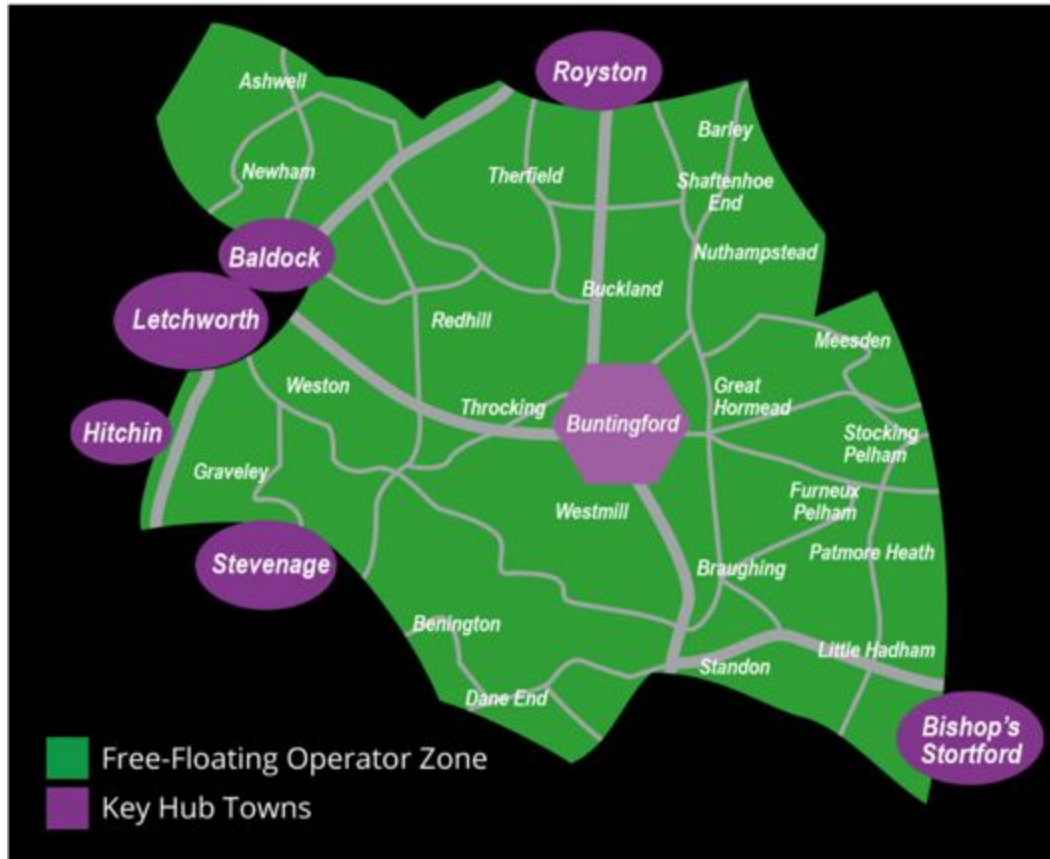 Royston
Ashwell
Barley
Newham
Therfield
Shaftenhoe
End
Baldock
Nuthampstead
Buckland
Letchworth
Redhill
Meesden
Weston
Great
Hormead
Throcking
Buntingford
Hitchin
Stocking
Pelham
Graveley
Furneux
Pelham
Westmill
Patmore Heath
Stevenage
Braughing
Benington
Little Hadham
Standon
Dane End
Bishop's
Stortford
Free-Floating Operator Zone
Key Hub Towns